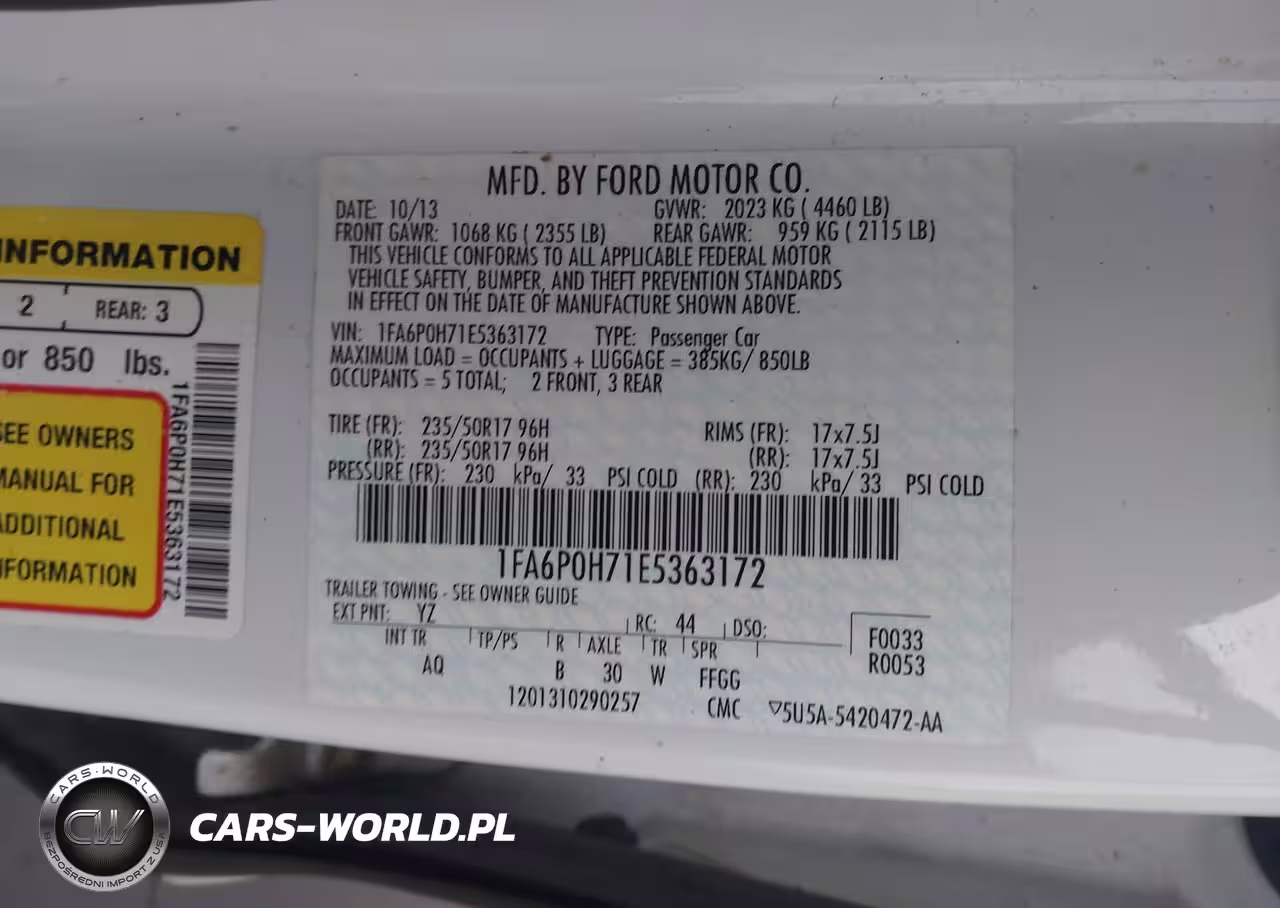 MFD. BY FORD MOTOR CO.
DATE: 10/13 GVWR: 2023 KG ( 4460 LB)
FRONT GAWR: 1068 KG ( 2355 LB) REAR GAWR: 959 KG ( 2115 LB)
THIS VEHICLE CONFORMS TO ALL APPLICABLE FEDERAL MOTOR
VEHICLE SAFETY, BUMPER, AND THEFT PREVENTION STANDARDS
IN EFFECT ON THE DATE OF MANUFACTURE SHOWN ABOVE.
VIN: 1FA6P0H71E5363172 TYPE: Passenger Car
MAXIMUM LOAD = OCCUPANTS + LUGGAGE = 385KG/ 850LB
OCCUPANTS = 5 TOTAL; 2 FRONT, 3 REAR
TIRE (FR): 235/50R17 96H RIMS (FR): 17x7.5J
(RR): 235/50R17 96H (RR): 17x7.5J
PRESSURE (FR): 230 kPa/ 33 PSI COLD (RR): 230 kPa/ 33 PSI COLD
1FA6P0H71E5363172
TRAILER TOWING - SEE OWNER GUIDE
EXT PNT: YZ RC: 44 DSO:
INT TR TP/PS R AXLE TR SPR
AQ B 30 W FFGG
F0033
R0053
1201310290257 CMC ▽5U5A-5420472-AA
INFORMATION
2 REAR: 3
or 850 lbs.
SEE OWNERS
MANUAL FOR
ADDITIONAL
INFORMATION
1FA6P0H71E5363172
CARS-WORLD
CW
BEZPOŚREDNI IMPORT Z USA
CARS-WORLD.PL